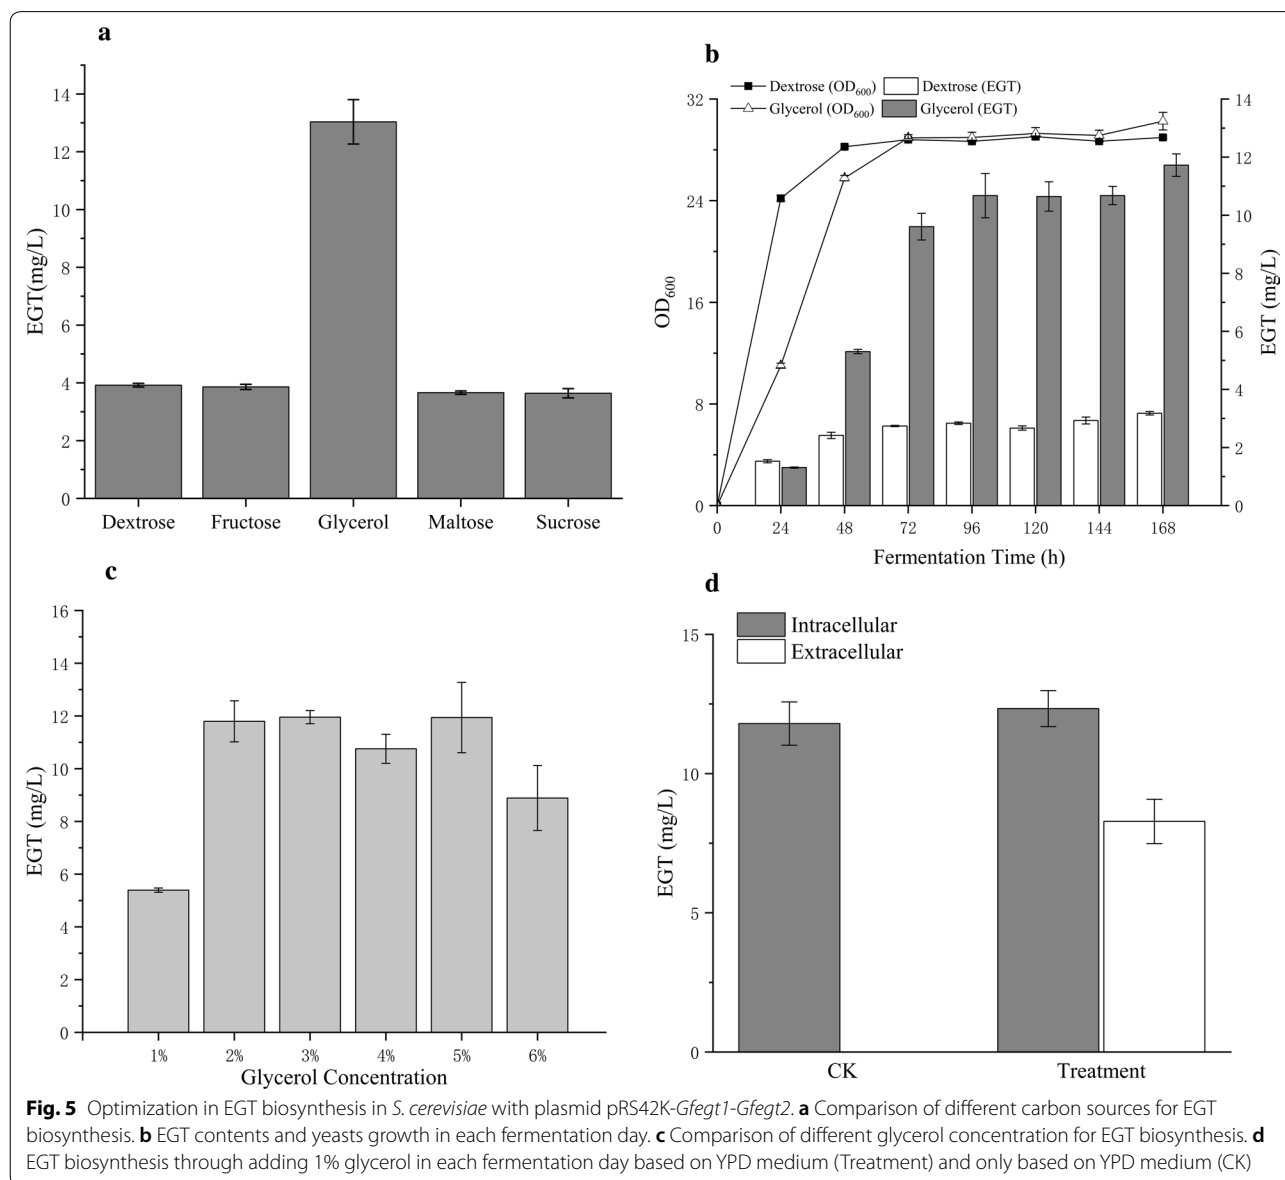 a
EGT(mg/L)
14
12
10
8
6
4
2
0
Dextrose Fructose Glycerol Maltose Sucrose
b
Dextrose (OD600) Dextrose (EGT)
Glycerol (OD600) Glycerol (EGT)
OD600
32
24
16
8
0
EGT (mg/L)
14
12
10
8
6
4
2
0
0 24 48 72 96 120 144 168
Fermentation Time (h)
c
EGT (mg/L)
16
14
12
10
8
6
4
2
0
1% 2% 3% 4% 5% 6%
Glycerol Concentration
d
Intracellular
Extracellular
EGT (mg/L)
15
10
5
0
CK Treatment
Fig. 5 Optimization in EGT biosynthesis in S. cerevisiae with plasmid pRS42K-Gfegt1-Gfegt2. a Comparison of different carbon sources for EGT
biosynthesis. b EGT contents and yeasts growth in each fermentation day. c Comparison of different glycerol concentration for EGT biosynthesis. d
EGT biosynthesis through adding 1% glycerol in each fermentation day based on YPD medium (Treatment) and only based on YPD medium (CK)